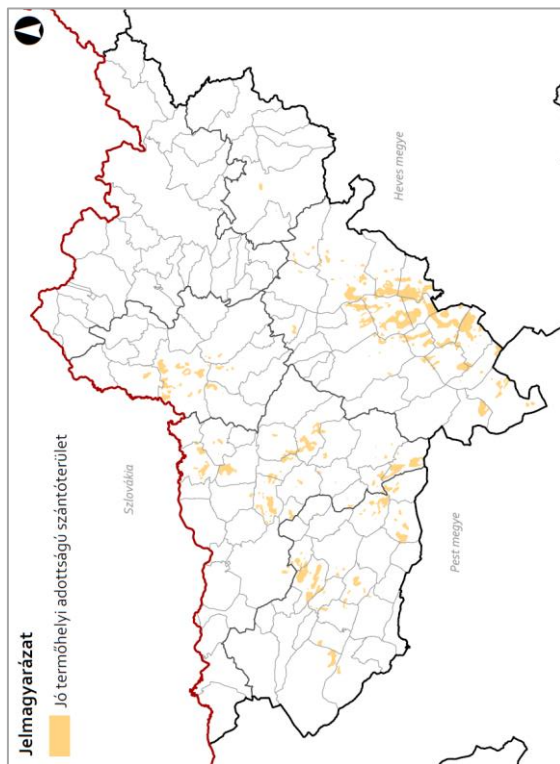 Jelmagyarázat
Jó termőhelyi adottságú szántóterület
Szlovákia
Heves megye
Pest megye